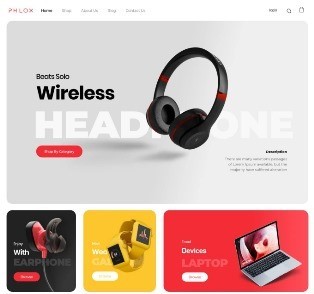 PHLOX
Home Shop About Us Blog Contact Us
Beats Solo
Wireless
HEADPHONE
Shop By Category
Description
There are many variations passages
of Lorem Ipsum available, but the
majority have suffered alteration
Enjoy
With
EARPHONE
Browse
New
GADGET
Browse
Trend
Devices
LAPTOP
Browse